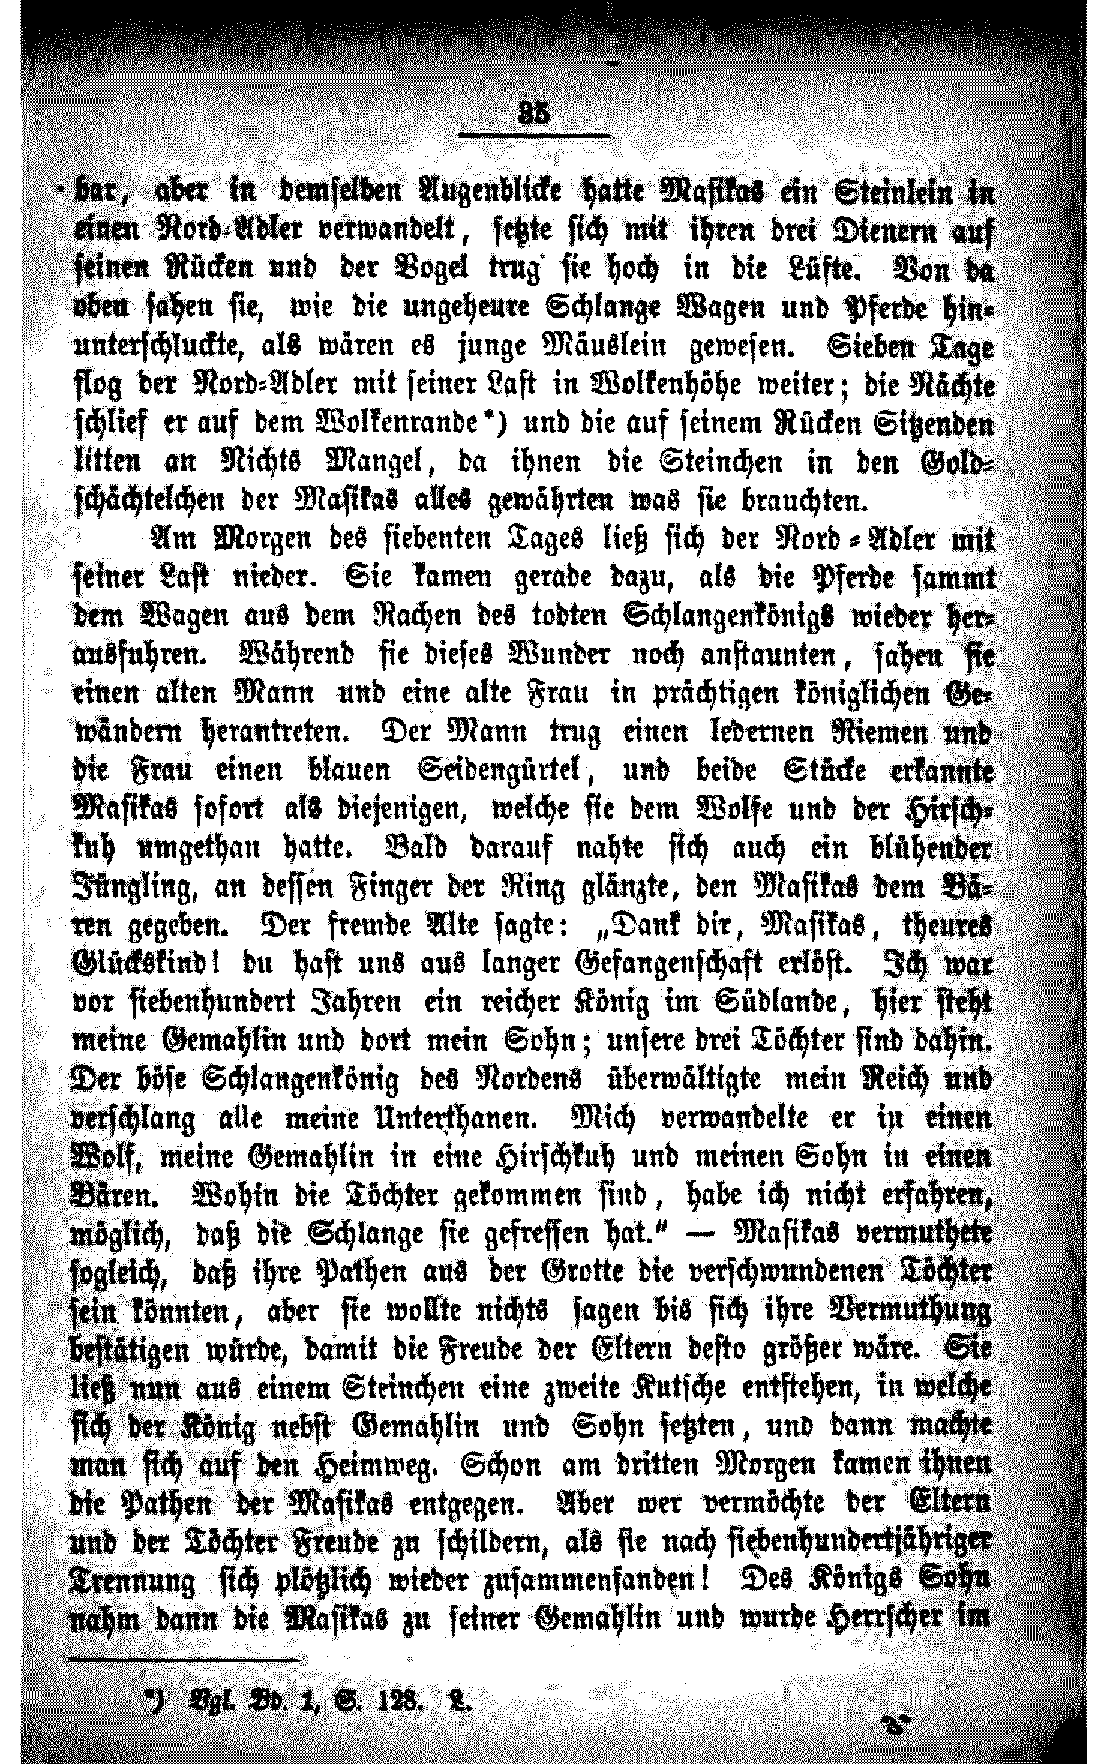 35
bar, aber in demselben Augenblicke hatte Masikas ein Steinlein in
einen Nord-Adler verwandelt, setzte sich mit ihren drei Dienern auf
seinen Rücken und der Vogel trug sie hoch in die Lüfte. Von da
oben sahen sie, wie die ungeheure Schlange Wagen und Pferde hin-
unterschluckte, als wären es junge Mäuslein gewesen. Sieben Tage
flog der Nord-Adler mit seiner Last in Wolkenhöhe weiter; die Nächte
schlief er auf dem Wolkenrande*) und die auf seinem Rücken Sitzenden
litten an Nichts Mangel, da ihnen die Steinchen in den Gold-
schächtelchen der Masikas alles gewährten was sie brauchten.
Am Morgen des siebenten Tages ließ sich der Nord-Adler mit
seiner Last nieder. Sie kamen gerade dazu, als die Pferde sammt
dem Wagen aus dem Rachen des todten Schlangenkönigs wieder her-
ausfuhren. Während sie dieses Wunder noch anstaunten, sahen sie
einen alten Mann und eine alte Frau in prächtigen königlichen Ge-
wändern herantreten. Der Mann trug einen ledernen Riemen und
die Frau einen blauen Seidengürtel, und beide Stücke erkannte
Masikas sofort als diejenigen, welche sie dem Wolfe und der Hirsch-
kuh umgethan hatte. Bald darauf nahte sich auch ein blühender
Jüngling, an dessen Finger der Ring glänzte, den Masikas dem Bä-
ren gegeben. Der fremde Alte sagte: „Dank dir, Masikas, theures
Glückskind! du hast uns aus langer Gefangenschaft erlöst. Ich war
vor siebenhundert Jahren ein reicher König im Südlande, hier steht
meine Gemahlin und dort mein Sohn; unsere drei Töchter sind dahin.
Der böse Schlangenkönig des Nordens überwältigte mein Reich und
verschlang alle meine Unterthanen. Mich verwandelte er in einen
Wolf, meine Gemahlin in eine Hirschkuh und meinen Sohn in einen
Bären. Wohin die Töchter gekommen sind, habe ich nicht erfahren,
möglich, daß die Schlange sie gefressen hat.“ — Masikas vermuthete
sogleich, daß ihre Pathen aus der Grotte die verschwundenen Töchter
sein könnten, aber sie wollte nichts sagen bis sich ihre Vermuthung
bestätigen würde, damit die Freude der Eltern desto größer wäre. Sie
ließ nun aus einem Steinchen eine zweite Kutsche entstehen, in welche
sich der König nebst Gemahlin und Sohn setzten, und dann machte
man sich auf den Heimweg. Schon am dritten Morgen kamen ihnen
die Pathen der Masikas entgegen. Aber wer vermöchte der Eltern
und der Töchter Freude zu schildern, als sie nach siebenhundertjähriger
Trennung sich plötzlich wieder zusammenfanden! Des Königs Sohn
nahm dann die Masikas zu seiner Gemahlin und wurde Herrscher im
*) Vgl. Bd. 1, S. 128. L.